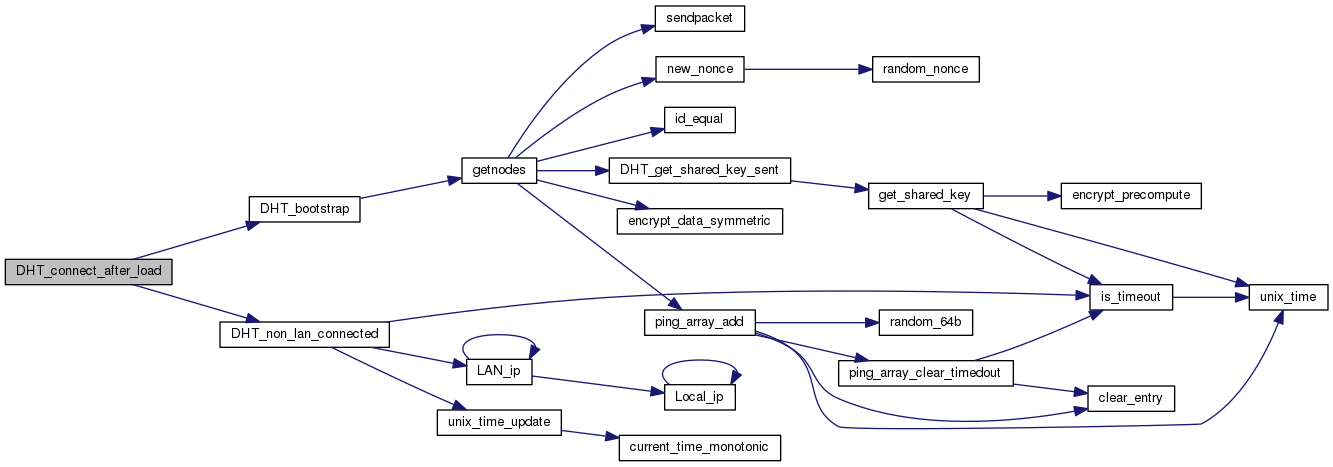 sendpacket
new_nonce
random_nonce
id_equal
getnodes
DHT_get_shared_key_sent
get_shared_key
encrypt_precompute
DHT_bootstrap
encrypt_data_symmetric
DHT_connect_after_load
is_timeout
unix_time
DHT_non_lan_connected
ping_array_add
random_64b
LAN_ip
ping_array_clear_timedout
Local_ip
clear_entry
unix_time_update
current_time_monotonic